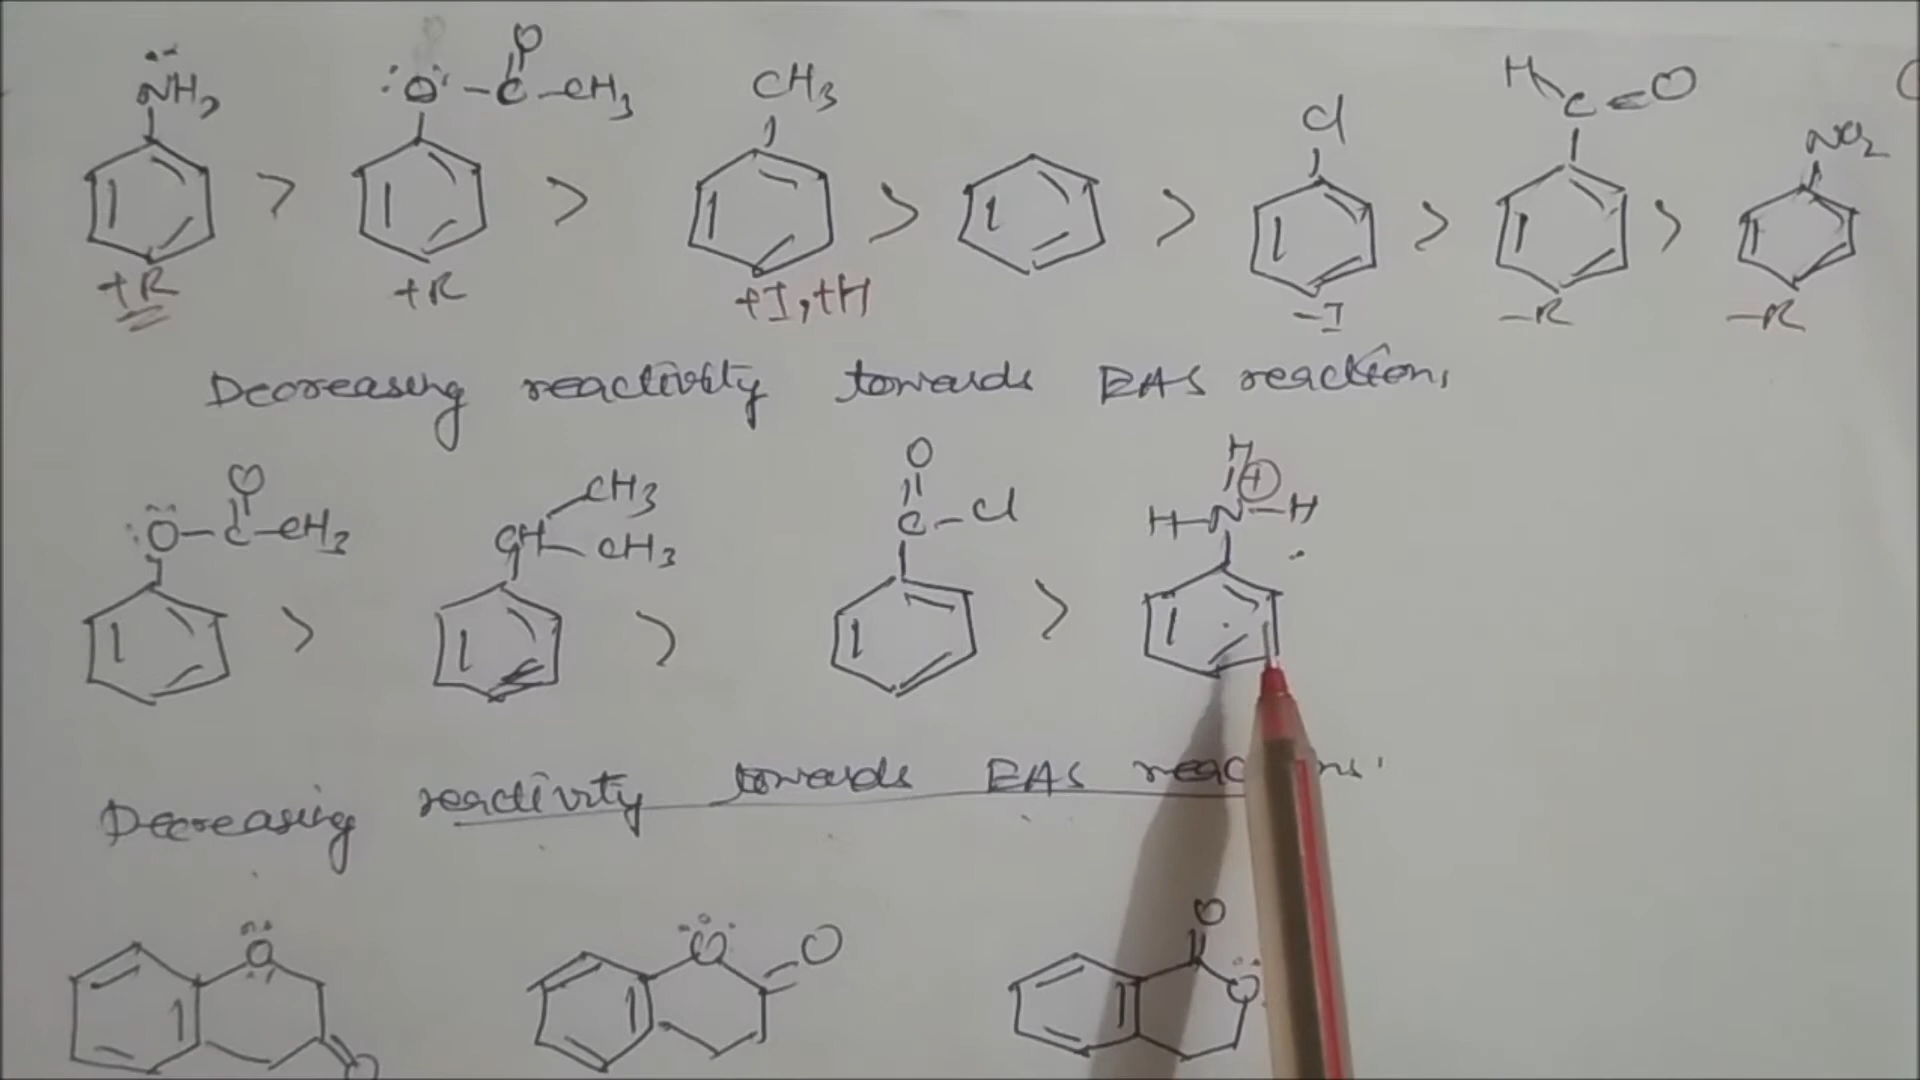 NH2 :O: - C - CH3 O CH3 Cl H C = O NO2
> > > > > >
+R +R +I, +H -I -R -R
Decreasing reactivity towards EAS reactions
:O - C - CH3 O CH CH3 CH3 O C - Cl H H - N - H +
> > >
Decreasing reactivity towards EAS
O O O O O O